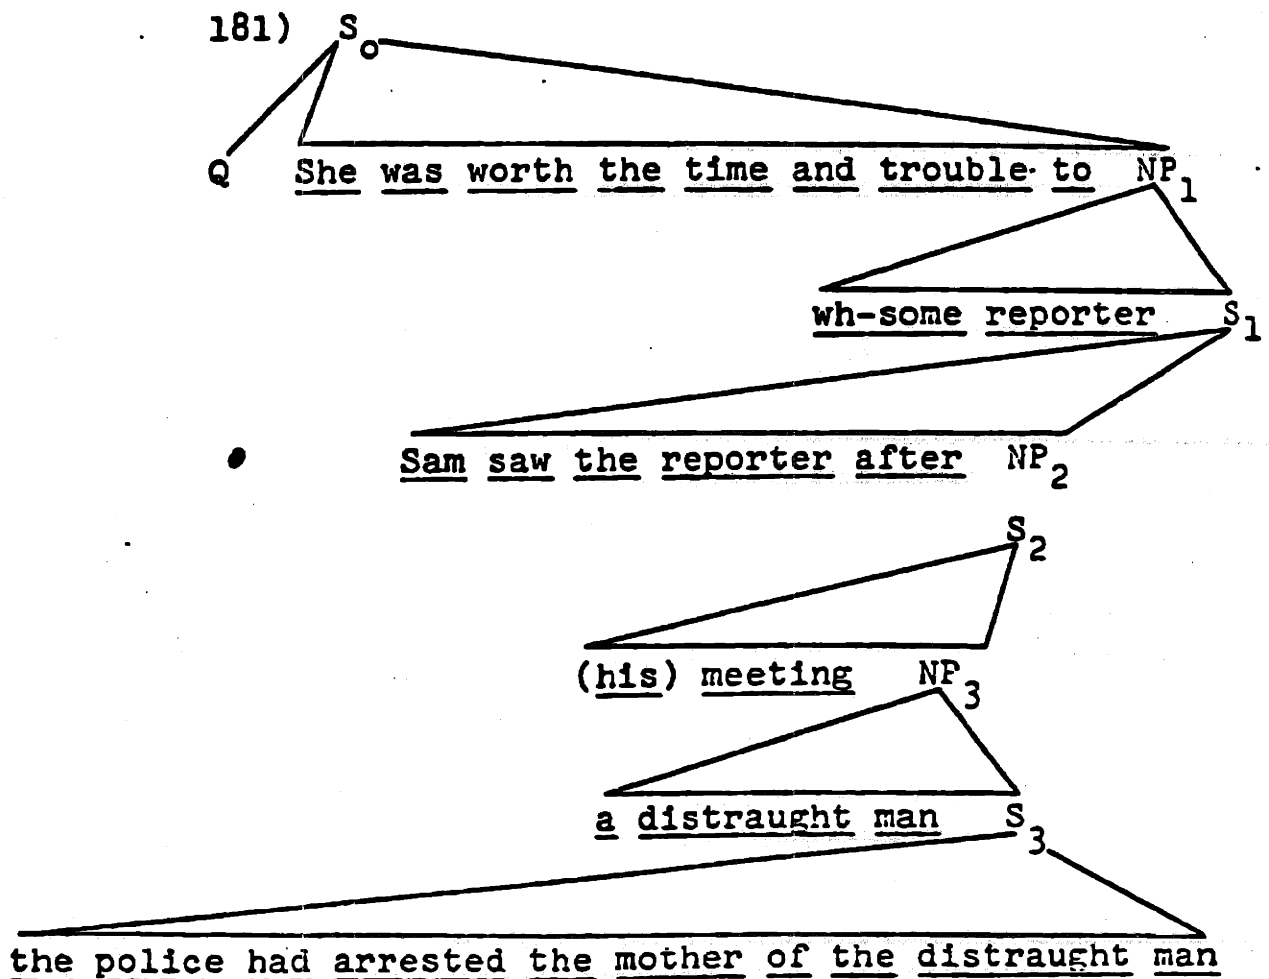 181) S₀
Q She was worth the time and trouble to NP₁
wh-some reporter S₁
Sam saw the reporter after NP₂
S₂
(his) meeting NP₃
a distraught man S₃
the police had arrested the mother of the distraught man